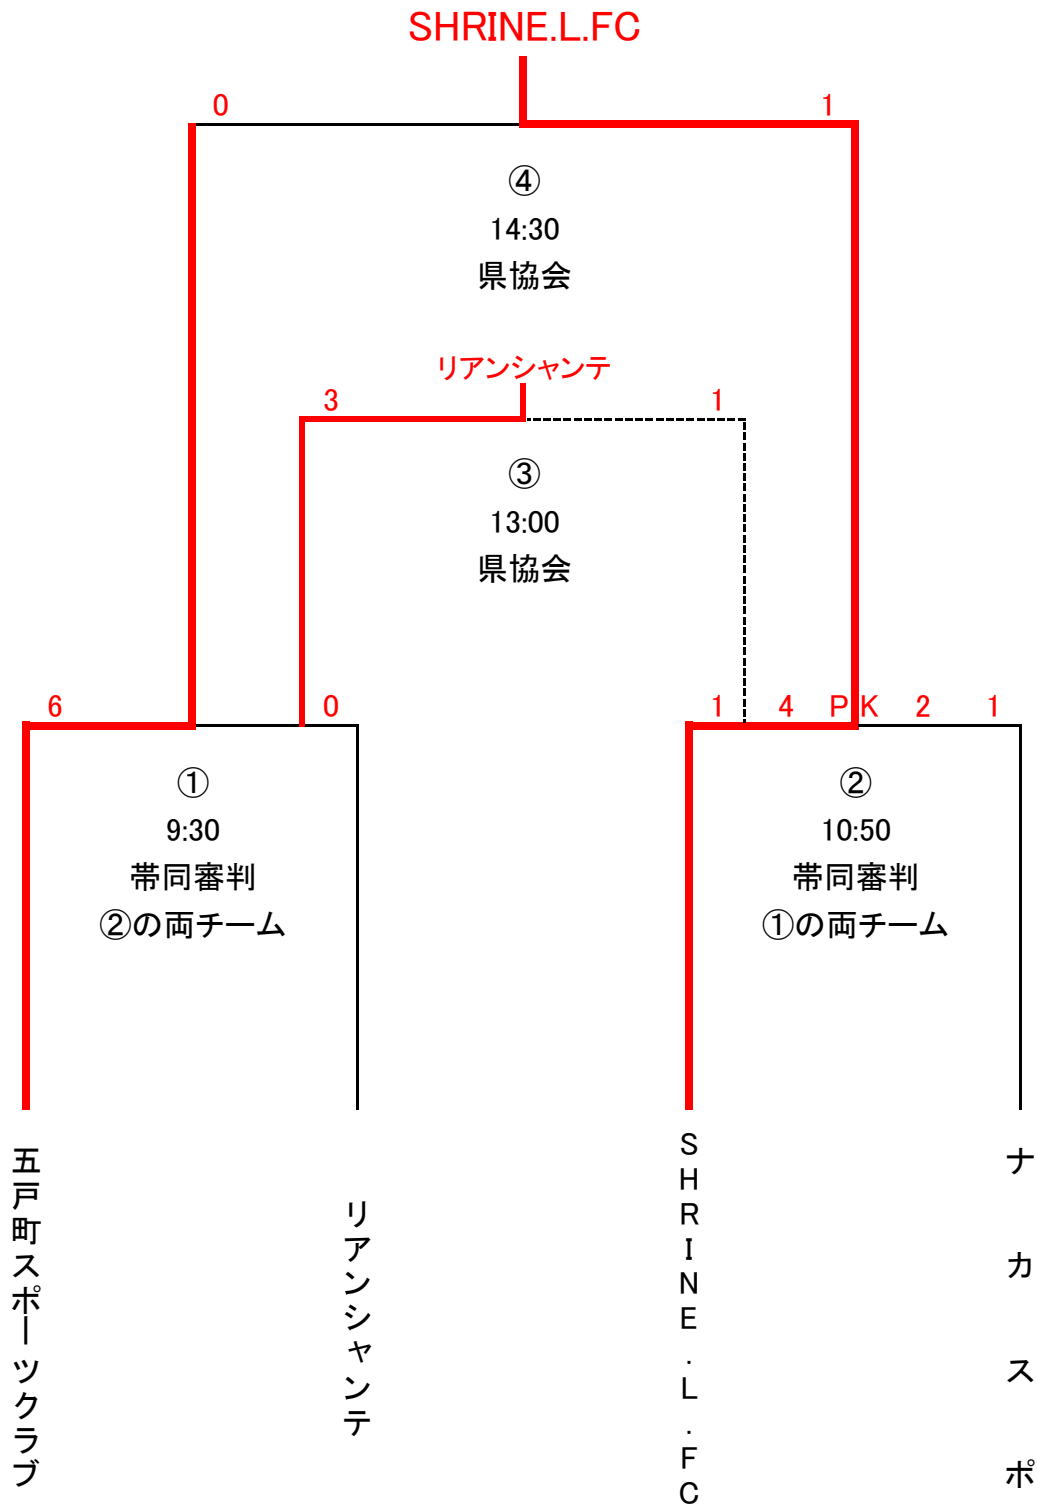 SHRINE.L.FC
0 1
④
14:30
県協会
リアンシャンテ
3 1
③
13:00
県協会
6 0 1 4 PK 2 1
① ②
9:30 10:50
帯同審判 帯同審判
②の両チーム ①の両チーム
五戸町スポーツクラブ
リアンシャンテ
SHRINE.L.FC
ナカスポ